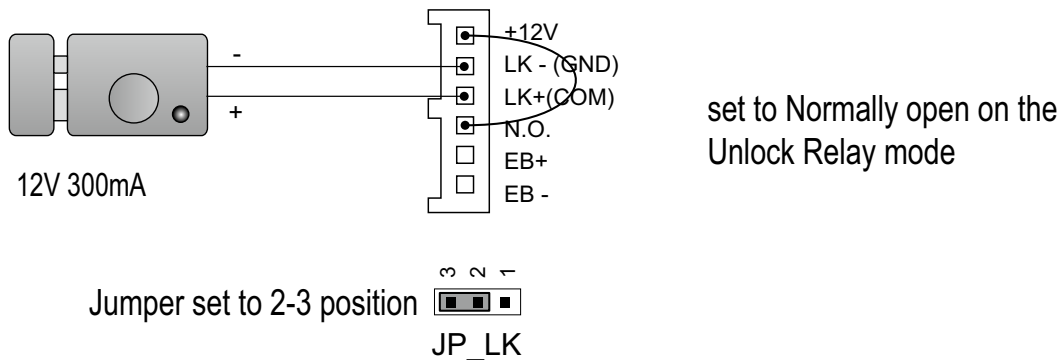 -
+
12V 300mA
+12V
LK - (GND)
LK+(COM)
N.O.
EB+
EB -
set to Normally open on the
Unlock Relay mode
3 2 1
Jumper set to 2-3 position
JP_LK